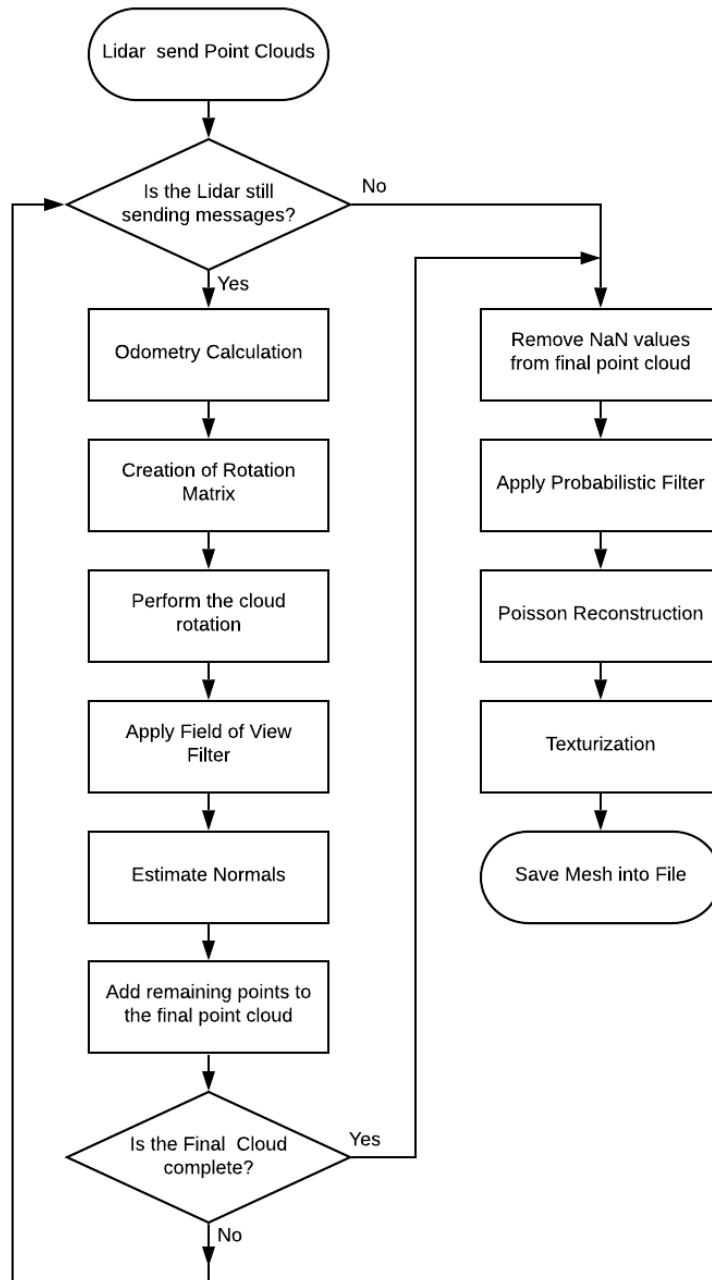 Lidar send Point Clouds
Is the Lidar still
sending messages?
No
Yes
Odometry Calculation
Creation of Rotation
Matrix
Perform the cloud
rotation
Apply Field of View
Filter
Estimate Normals
Add remaining points to
the final point cloud
Is the Final Cloud
complete?
Yes
No
Remove NaN values
from final point cloud
Apply Probabilistic Filter
Poisson Reconstruction
Texturization
Save Mesh into File